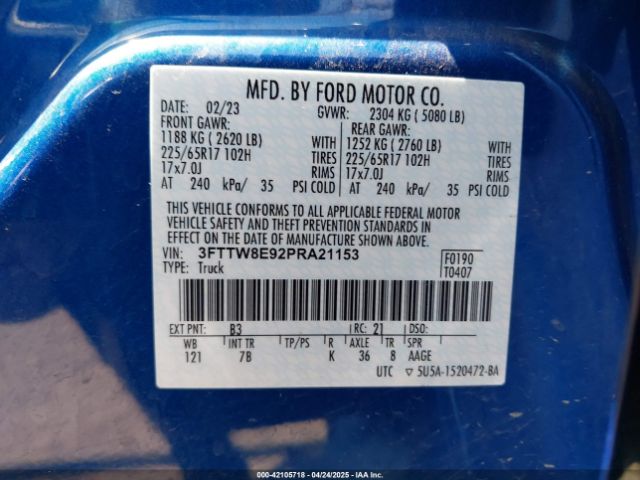 MFD. BY FORD MOTOR CO.
DATE: 02/23 GVWR: 2304 KG ( 5080 LB)
FRONT GAWR: REAR GAWR:
1188 KG ( 2620 LB) WITH 1252 KG ( 2760 LB) WITH
225/65R17 102H TIRES 225/65R17 102H TIRES
17x7.0J RIMS 17x7.0J RIMS
AT 240 kPa/ 35 PSI COLD AT 240 kPa/ 35 PSI COLD
THIS VEHICLE CONFORMS TO ALL APPLICABLE FEDERAL MOTOR
VEHICLE SAFETY AND THEFT PREVENTION STANDARDS IN
EFFECT ON THE DATE OF MANUFACTURE SHOWN ABOVE.
VIN: 3FTTW8E92PRA21153 F0190
TYPE: Truck T0407
EXT PNT: B3 RC: 21 DSO:
WB INT TR TP/PS R AXLE TR SPR
121 7B K 36 8 AAGE
UTC ▽ 5U5A-1520472-BA
000-42105718 - 04/24/2025 - IAAI.com